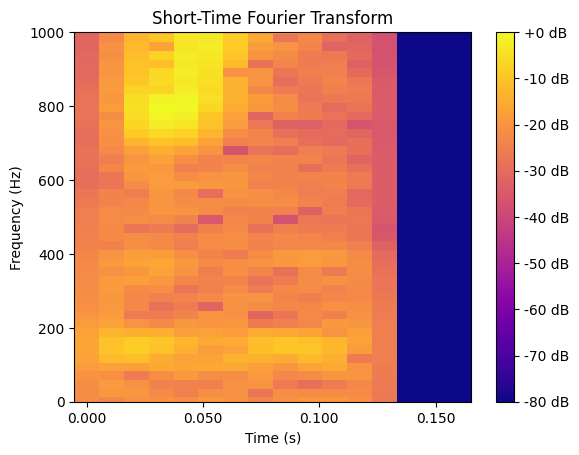 Short-Time Fourier Transform
1000
800
600
400
200
0
Frequency (Hz)
0.000
0.050
0.100
0.150
Time (s)
+0 dB
-10 dB
-20 dB
-30 dB
-40 dB
-50 dB
-60 dB
-70 dB
-80 dB